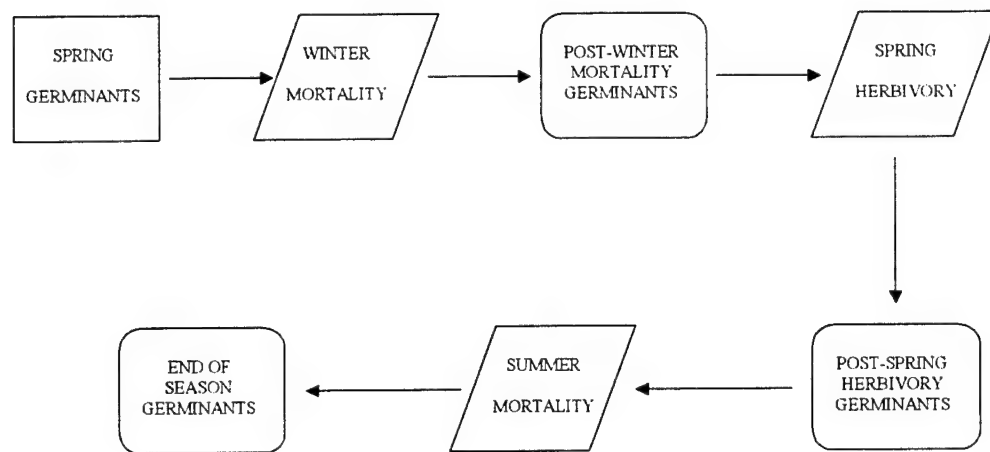 SPRING
GERMINANTS
WINTER
MORTALITY
POST-WINTER
MORTALITY
GERMINANTS
SPRING
HERBIVORY
POST-SPRING
HERBIVORY
GERMINANTS
SUMMER
MORTALITY
END OF
SEASON
GERMINANTS